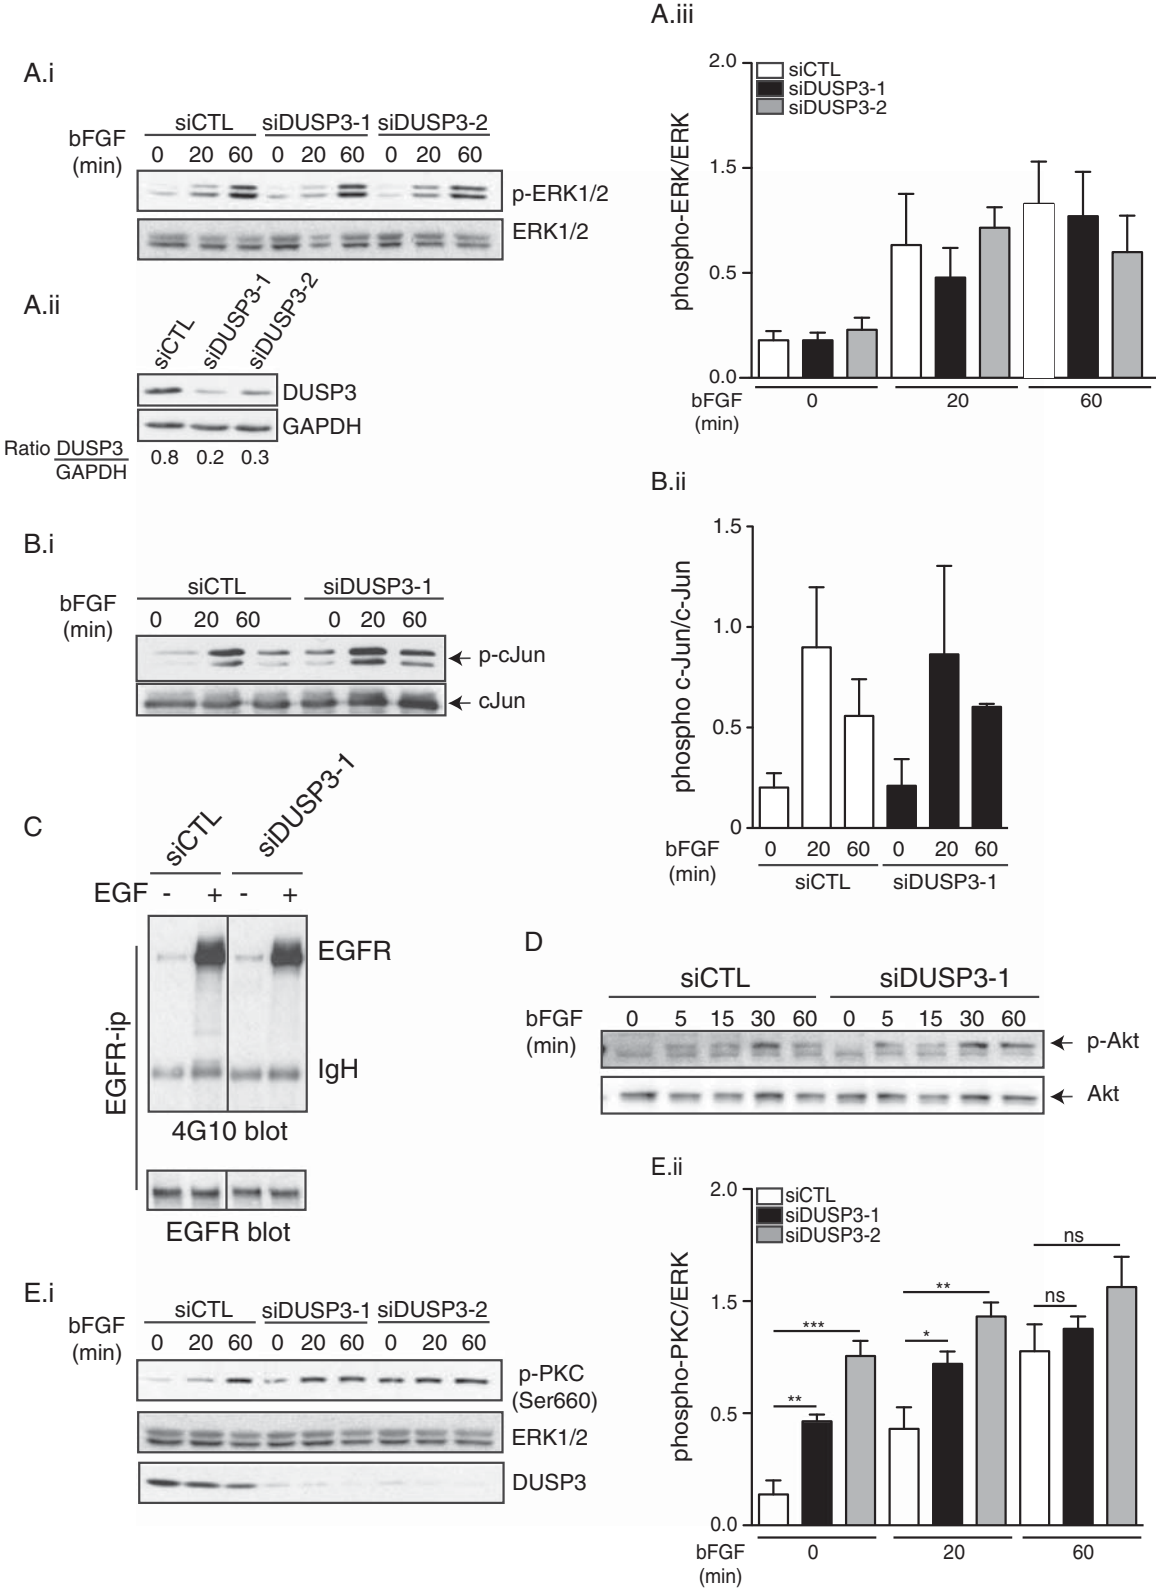 A.i
siCTL siDUSP3-1 siDUSP3-2
bFGF
(min)
0 20 60 0 20 60 0 20 60
p-ERK1/2
ERK1/2
A.ii
siCTL
siDUSP3-1
siDUSP3-2
DUSP3
GAPDH
Ratio DUSP3
GAPDH
0.8 0.2 0.3
A.iii
siCTL
siDUSP3-1
siDUSP3-2
phospho-ERK/ERK
2.0
1.5
0.5
0.0
bFGF
(min)
0 20 60
B.i
siCTL siDUSP3-1
bFGF
(min)
0 20 60 0 20 60
p-cJun
cJun
B.ii
phospho c-Jun/c-Jun
1.5
1.0
0.5
0
bFGF
(min)
0 20 60 0 20 60
siCTL siDUSP3-1
C
siCTL
siDUSP3-1
EGF - + - +
EGFR
IgH
EGFR-ip
4G10 blot
EGFR blot
D
siCTL siDUSP3-1
bFGF
(min)
0 5 15 30 60 0 5 15 30 60
p-Akt
Akt
E.i
siCTL siDUSP3-1 siDUSP3-2
bFGF
(min)
0 20 60 0 20 60 0 20 60
p-PKC
(Ser660)
ERK1/2
DUSP3
E.ii
siCTL
siDUSP3-1
siDUSP3-2
phospho-PKC/ERK
2.0
1.5
0.5
0.0
**
***
*
**
ns
ns
bFGF
(min)
0 20 60